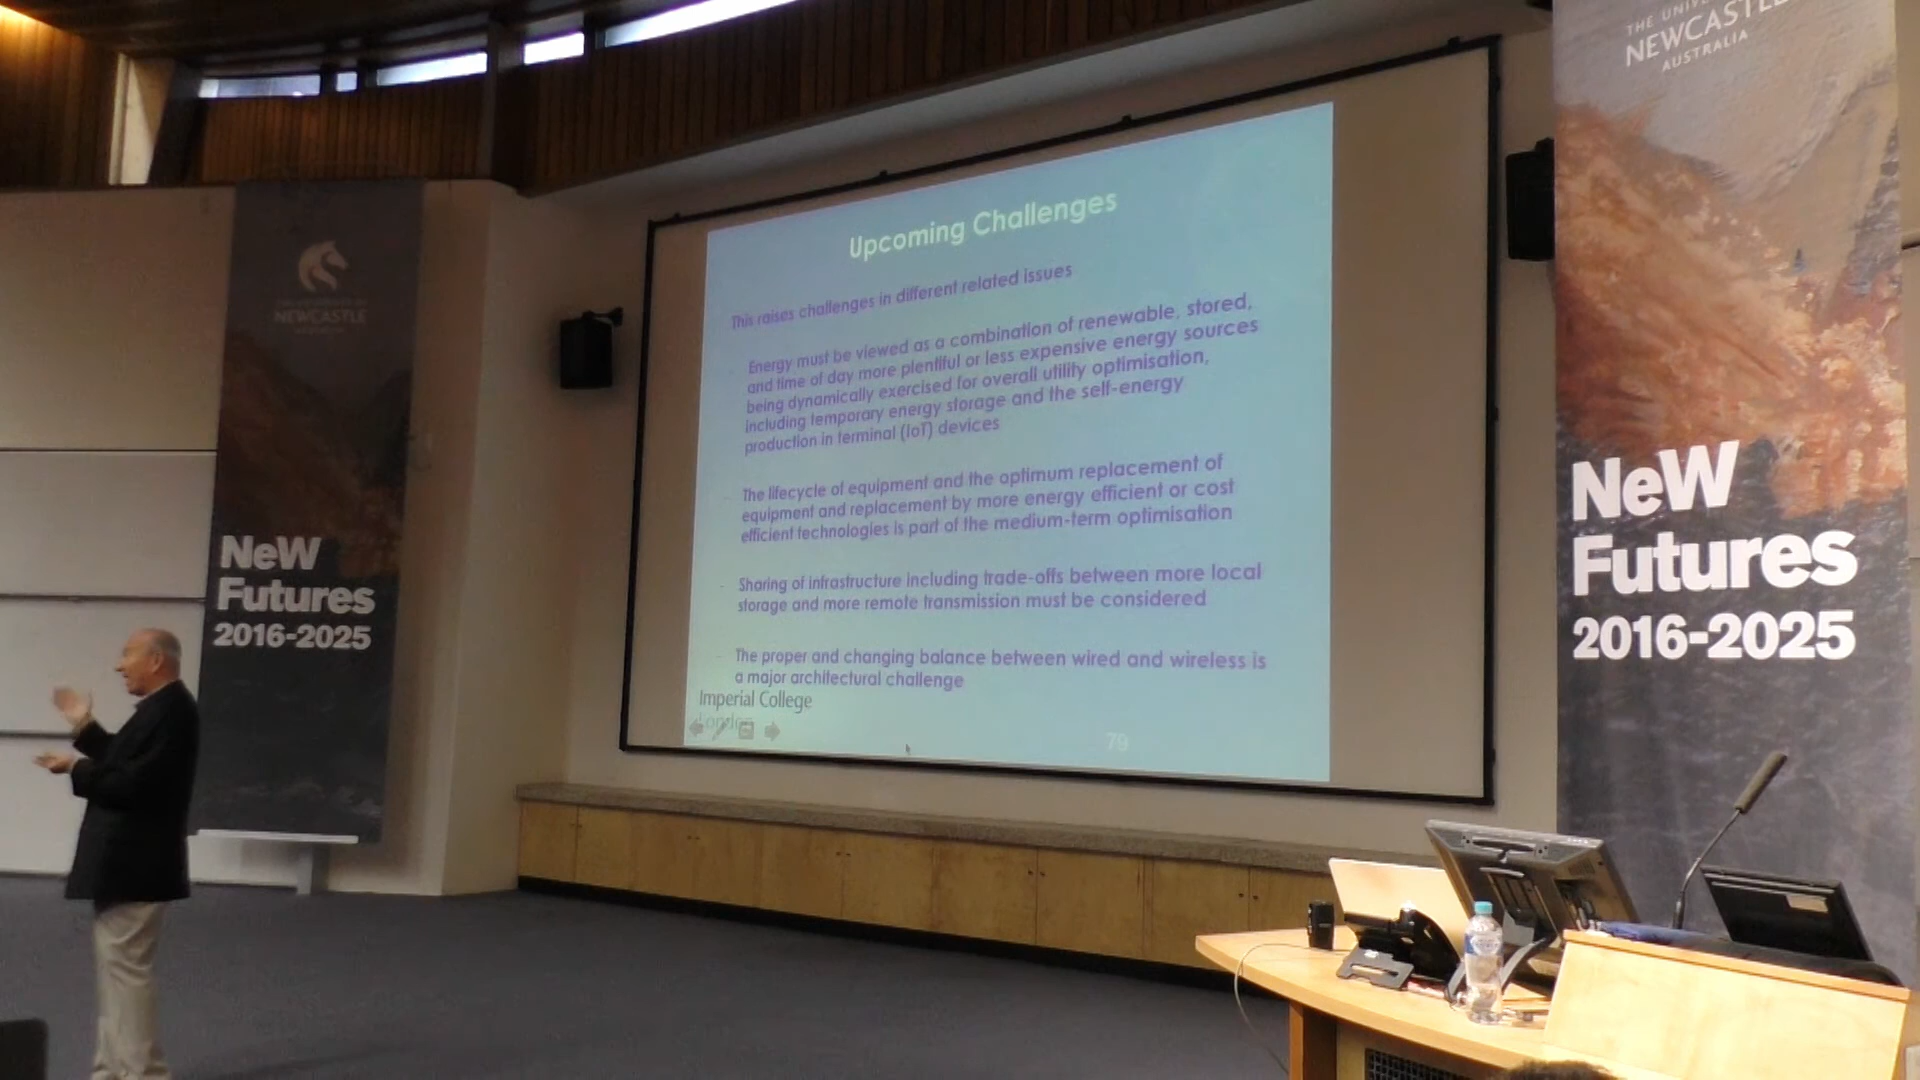 THE UNIVE
NEWCASTLE
AUSTRALIA
NEWCASTLE
Upcoming Challenges
This raises challenges in different related issues
Energy must be viewed as a combination of renewable, stored,
and time of day more plentiful or less expensive energy sources
being dynamically exercised for overall utility optimisation,
including temporary energy storage and the self-energy
production in terminal (IoT) devices
- The lifecycle of equipment and the optimum replacement of
equipment and replacement by more energy efficient or cost
efficient technologies is part of the medium-term optimisation
- Sharing of infrastructure including trade-offs between more local
storage and more remote transmission must be considered
- The proper and changing balance between wired and wireless is
a major architectural challenge
Imperial College
London
79
NeW
Futures
2016-2025
NeW
Futures
2016-2025